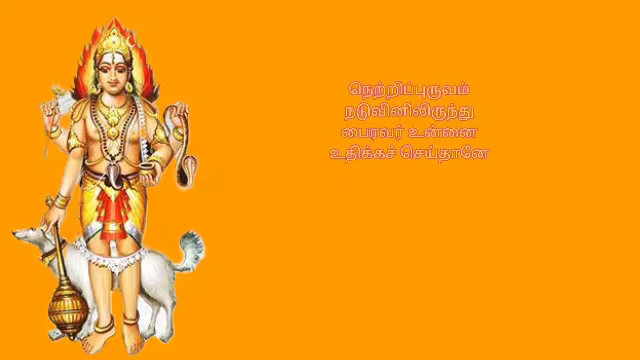 நெற்றிப்புருவம்
நடுவினிலிருந்து
பைரவர் உன்னை
உதிக்கச் செய்தானே